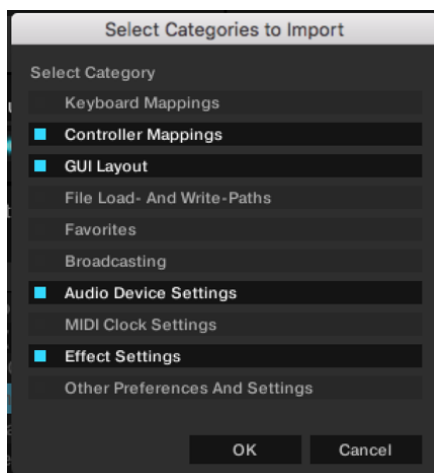 Select Categories to Import
Select Category
Keyboard Mappings
Controller Mappings
GUI Layout
File Load- And Write-Paths
Favorites
Broadcasting
Audio Device Settings
MIDI Clock Settings
Effect Settings
Other Preferences And Settings
OK Cancel